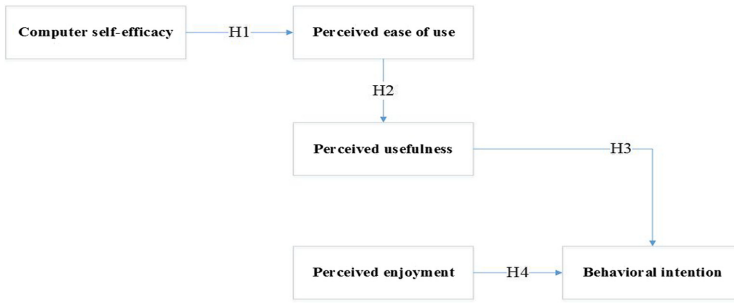 Computer self-efficacy
H1
Perceived ease of use
H2
Perceived usefulness
H3
Perceived enjoyment
H4
Behavioral intention